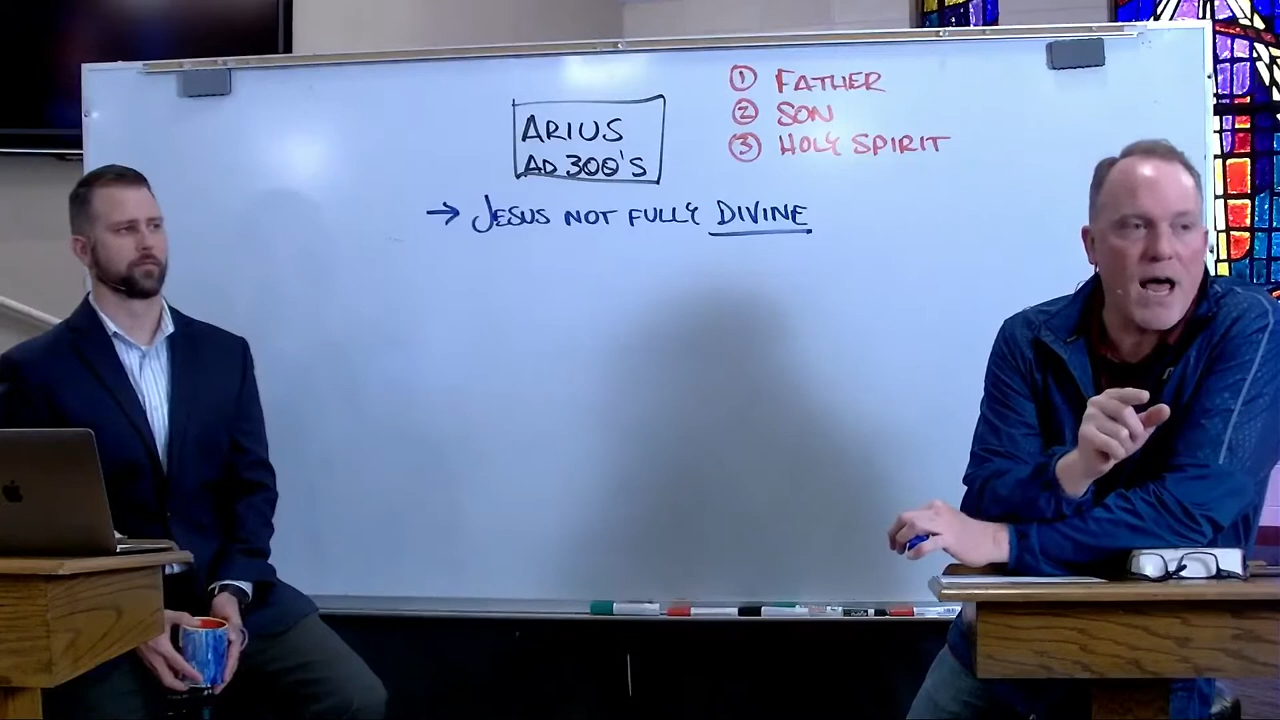 ARIUS
AD 300'S
① FATHER
② SON
③ HOLY SPIRIT
→ JESUS NOT FULLY DIVINE